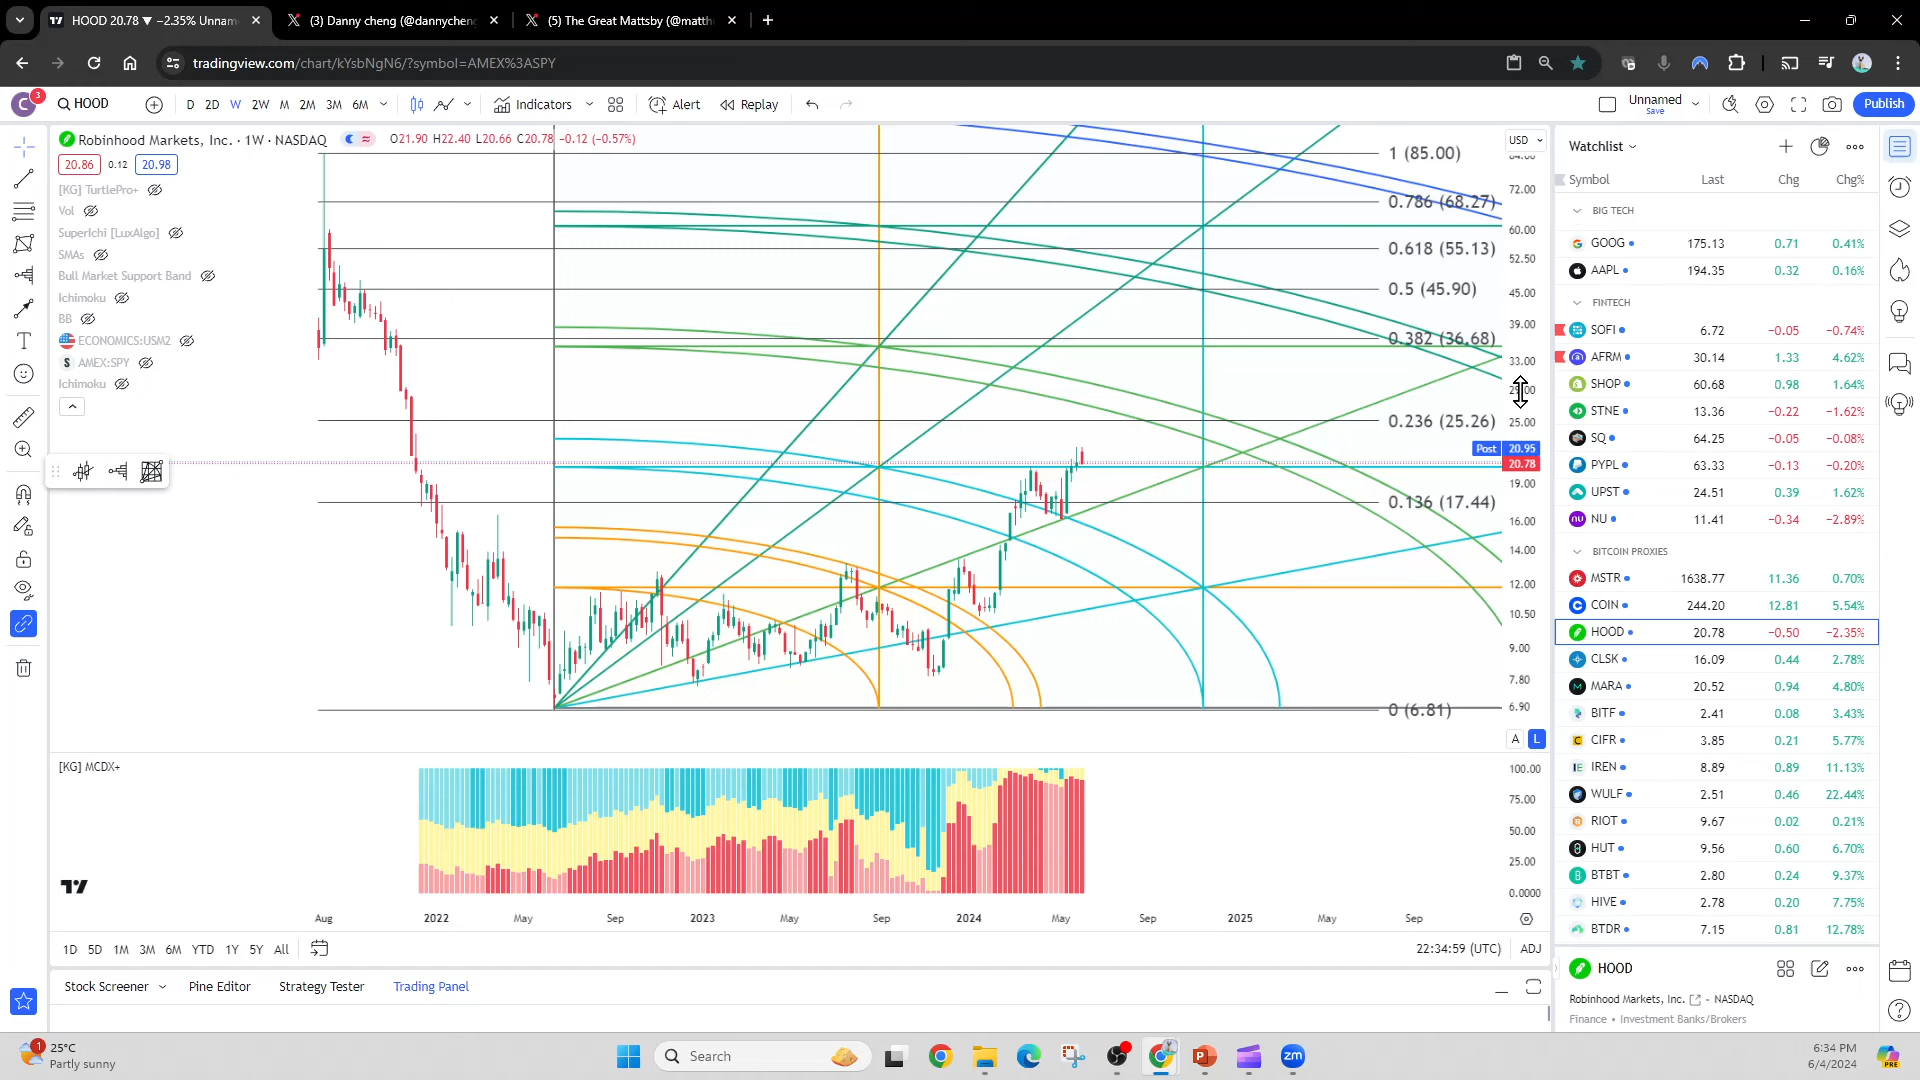 HOOD 20.78 ▼ −2.35% Unnam
(3) Danny cheng (@dannychen
(5) The Great Mattsby (@matth
tradingview.com/chart/kYsbNgN6/?symbol=AMEX%3ASPY
C 3 HOOD D 2D W 2W M 2M 3M 6M Indicators Alert Replay Unnamed Save Publish
Robinhood Markets, Inc. · 1W · NASDAQ O21.90 H22.40 L20.66 C20.78 −0.12 (−0.57%)
20.86 0.12 20.98
[KG] TurtlePro+
Vol
SuperIchi [LuxAlgo]
SMAs
Bull Market Support Band
Ichimoku
BB
ECONOMICS:USM2
AMEX:SPY
Ichimoku
1 (85.00)
0.786 (68.27)
0.618 (55.13)
0.5 (45.90)
0.382 (36.68)
0.236 (25.26)
0.136 (17.44)
0 (6.81)
USD
72.00
60.00
52.50
45.00
39.00
33.00
25.00
Post 20.95
20.78
19.00
16.00
14.00
12.00
10.50
9.00
7.80
6.90
A L
[KG] MCDX+
100.00
75.00
50.00
25.00
0.0000
Aug 2022 May Sep 2023 May Sep 2024 May Sep 2025 May Sep
1D 5D 1M 3M 6M YTD 1Y 5Y All 22:34:59 (UTC) ADJ
Stock Screener Pine Editor Strategy Tester Trading Panel
Watchlist
Symbol Last Chg Chg%
BIG TECH
GOOG 175.13 0.71 0.41%
AAPL 194.35 0.32 0.16%
FINTECH
SOFI 6.72 −0.05 −0.74%
AFRM 30.14 1.33 4.62%
SHOP 60.68 0.98 1.64%
STNE 13.36 −0.22 −1.62%
SQ 64.25 −0.05 −0.08%
PYPL 63.33 −0.13 −0.20%
UPST 24.51 0.39 1.62%
NU 11.41 −0.34 −2.89%
BITCOIN PROXIES
MSTR 1638.77 11.36 0.70%
COIN 244.20 12.81 5.54%
HOOD 20.78 −0.50 −2.35%
CLSK 16.09 0.44 2.78%
MARA 20.52 0.94 4.80%
BITF 2.41 0.08 3.43%
CIFR 3.85 0.21 5.77%
IREN 8.89 0.89 11.13%
WULF 2.51 0.46 22.44%
RIOT 9.67 0.02 0.21%
HUT 9.56 0.60 6.70%
BTBT 2.80 0.24 9.37%
HIVE 2.78 0.20 7.75%
BTDR 7.15 0.81 12.78%
HOOD
Robinhood Markets, Inc. • NASDAQ
Finance • Investment Banks/Brokers
1
25°C
Partly sunny
Search
zm
6:34 PM
6/4/2024
PRE